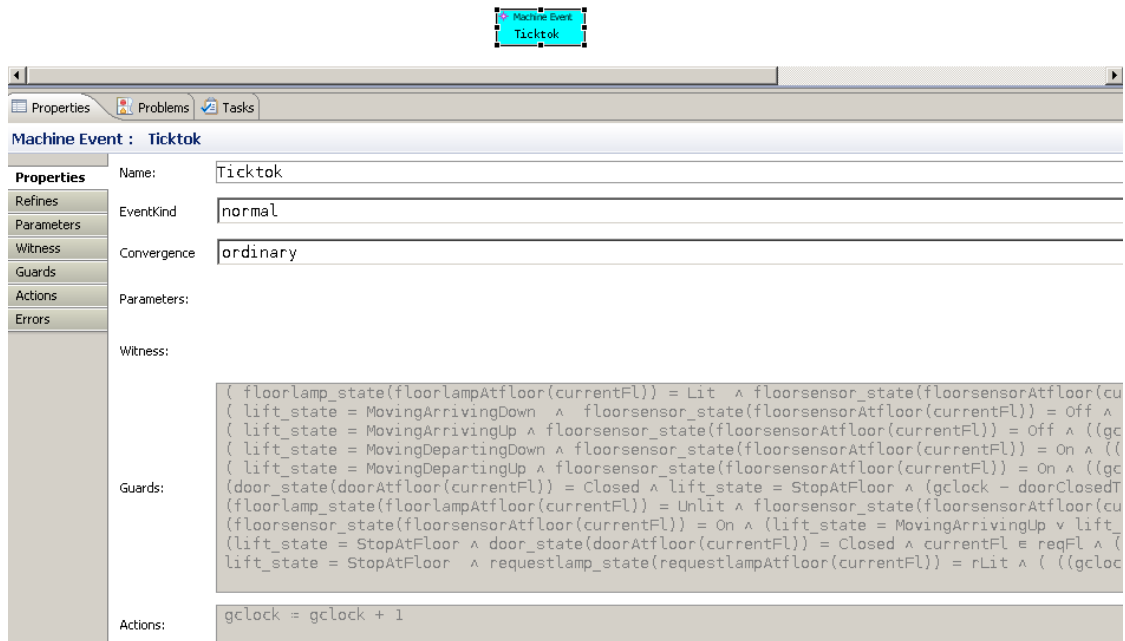 Machine Event
Ticktok
Properties Problems Tasks
Machine Event : Ticktok
Properties
Refines
Parameters
Witness
Guards
Actions
Errors
Name: Ticktok
EventKind normal
Convergence ordinary
Parameters:
Witness:
Guards:
( floorlamp_state(floorlampAtfloor(currentFl)) = Lit ∧ floorsensor_state(floorsensorAtfloor(cu
( lift_state = MovingArrivingDown ∧ floorsensor_state(floorsensorAtfloor(currentFl)) = Off ∧
( lift_state = MovingArrivingUp ∧ floorsensor_state(floorsensorAtfloor(currentFl)) = Off ∧ ((gc
( lift_state = MovingDepartingDown ∧ floorsensor_state(floorsensorAtfloor(currentFl)) = On ∧ ((
( lift_state = MovingDepartingUp ∧ floorsensor_state(floorsensorAtfloor(currentFl)) = On ∧ ((gc
(door_state(doorAtfloor(currentFl)) = Closed ∧ lift_state = StopAtFloor ∧ (gclock − doorClosedT
(floorlamp_state(floorlampAtfloor(currentFl)) = Unlit ∧ floorsensor_state(floorsensorAtfloor(cu
(floorsensor_state(floorsensorAtfloor(currentFl)) = On ∧ (lift_state = MovingArrivingUp ∨ lift_
(lift_state = StopAtFloor ∧ door_state(doorAtfloor(currentFl)) = Closed ∧ currentFl ∈ reqFl ∧ (
lift_state = StopAtFloor ∧ requestlamp_state(requestlampAtfloor(currentFl)) = rLit ∧ ( ((gcloc
Actions: gclock ≔ gclock + 1